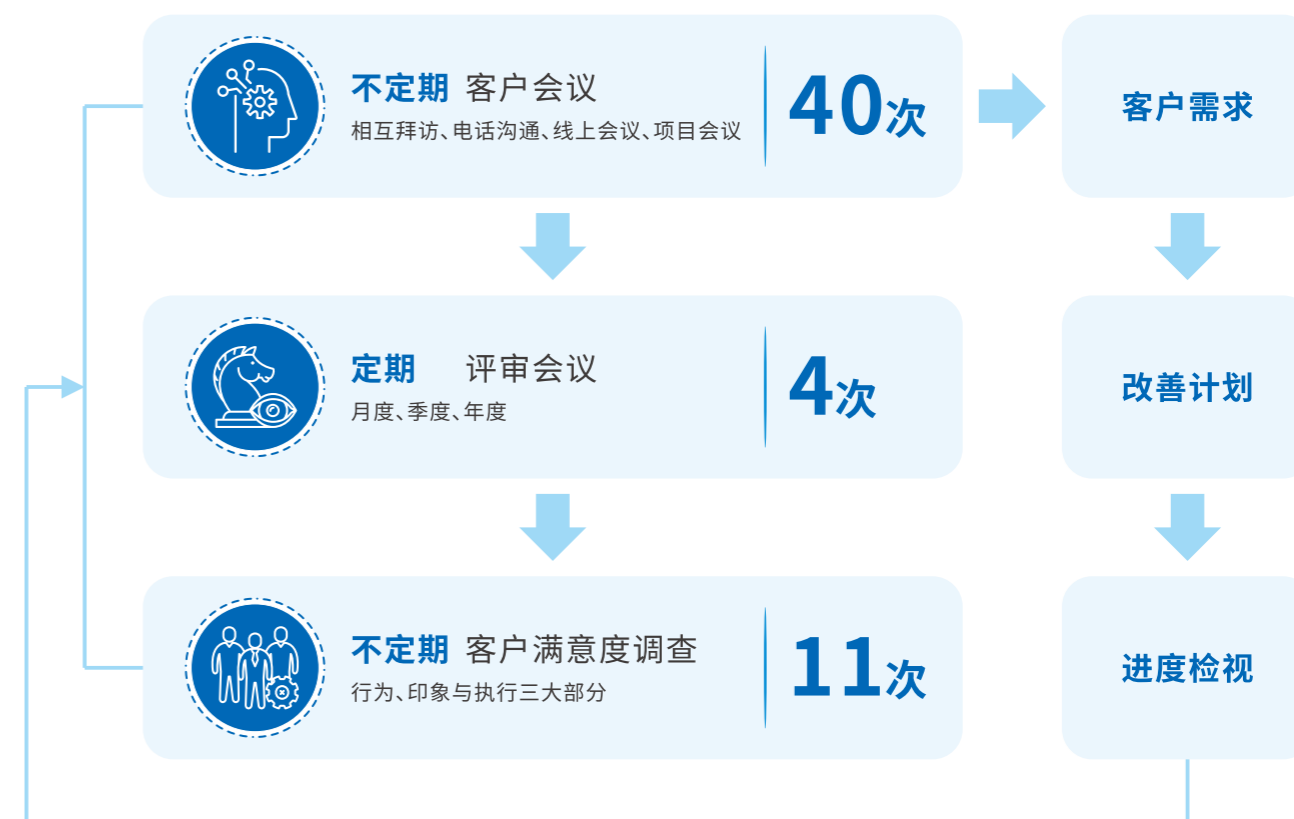 不定期 客户会议
相互拜访、电话沟通、线上会议、项目会议
40次
客户需求
定期 评审会议
月度、季度、年度
4次
改善计划
不定期 客户满意度调查
行为、印象与执行三大部分
11次
进度检视